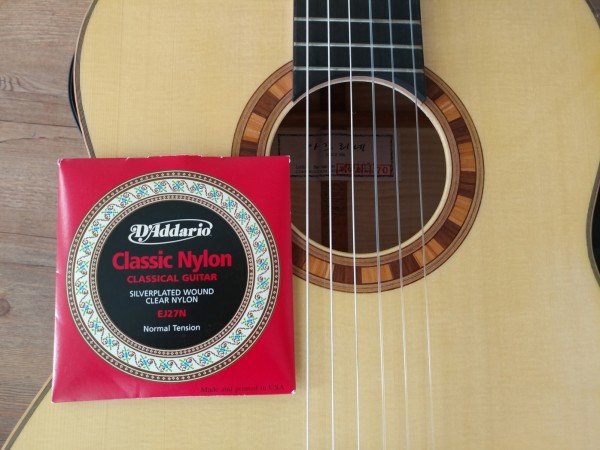 D'Addario
Classic Nylon
CLASSICAL GUITAR
SILVERPLATED WOUND
CLEAR NYLON
EJ27N
Normal Tension
Made and printed in USA